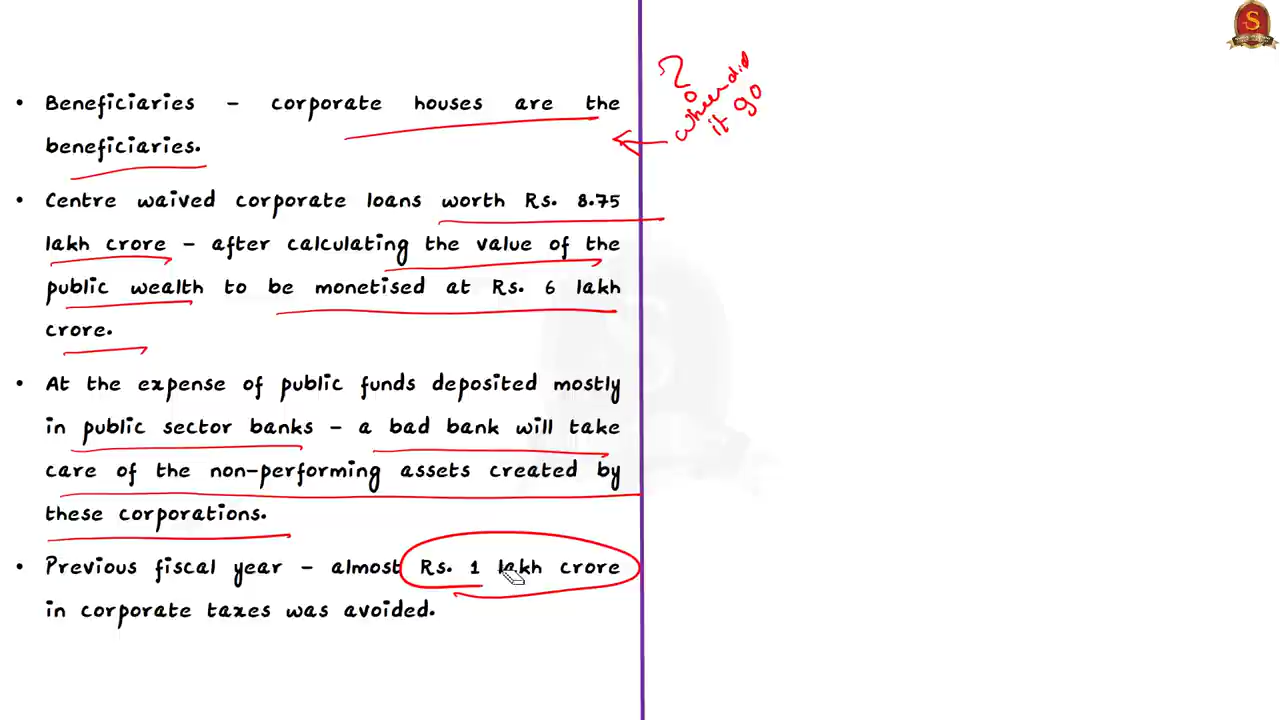 • Beneficiaries – corporate houses are the
beneficiaries.
• Centre waived corporate loans worth Rs. 8.75
lakh crore – after calculating the value of the
public wealth to be monetised at Rs. 6 lakh
crore.
• At the expense of public funds deposited mostly
in public sector banks – a bad bank will take
care of the non-performing assets created by
these corporations.
• Previous fiscal year – almost Rs. 1 lakh crore
in corporate taxes was avoided.
?
did
it go
S